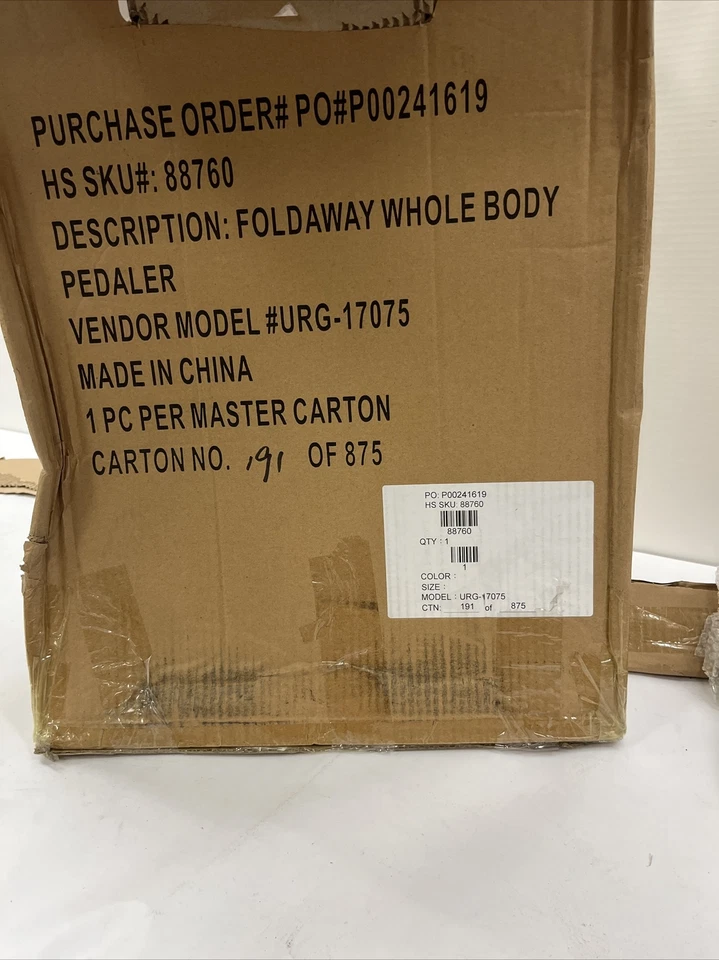 PURCHASE ORDER# PO#P00241619
HS SKU#: 88760
DESCRIPTION: FOLDAWAY WHOLE BODY
PEDALER
VENDOR MODEL #URG-17075
MADE IN CHINA
1 PC PER MASTER CARTON
CARTON NO. 191 OF 875
PO: P00241619
HS SKU: 88760
88760
QTY : 1
1
COLOR :
SIZE :
MODEL : URG-17075
CTN: 191 of 875